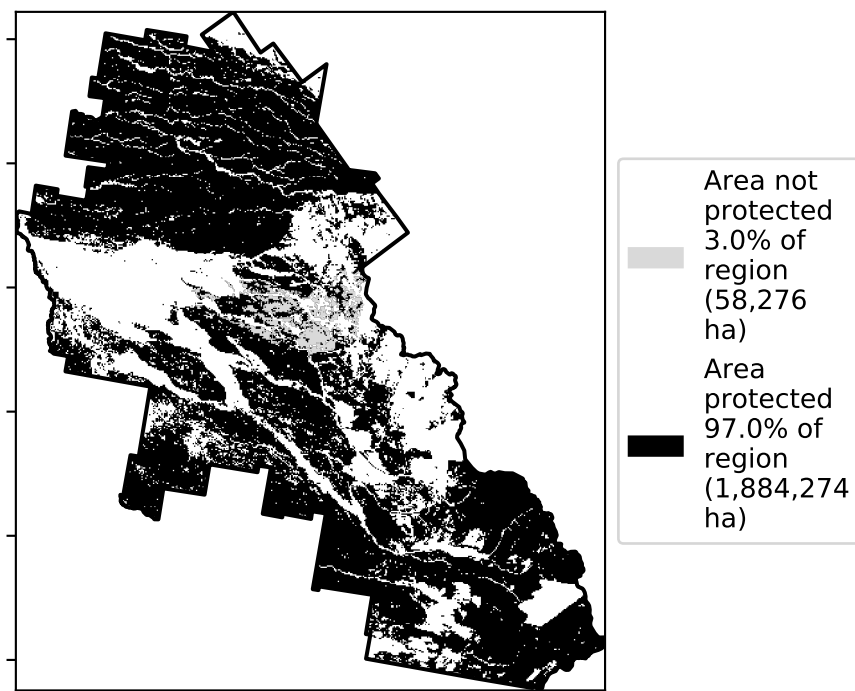 Area not
protected
3.0% of
region
(58,276
ha)
Area
protected
97.0% of
region
(1,884,274
ha)